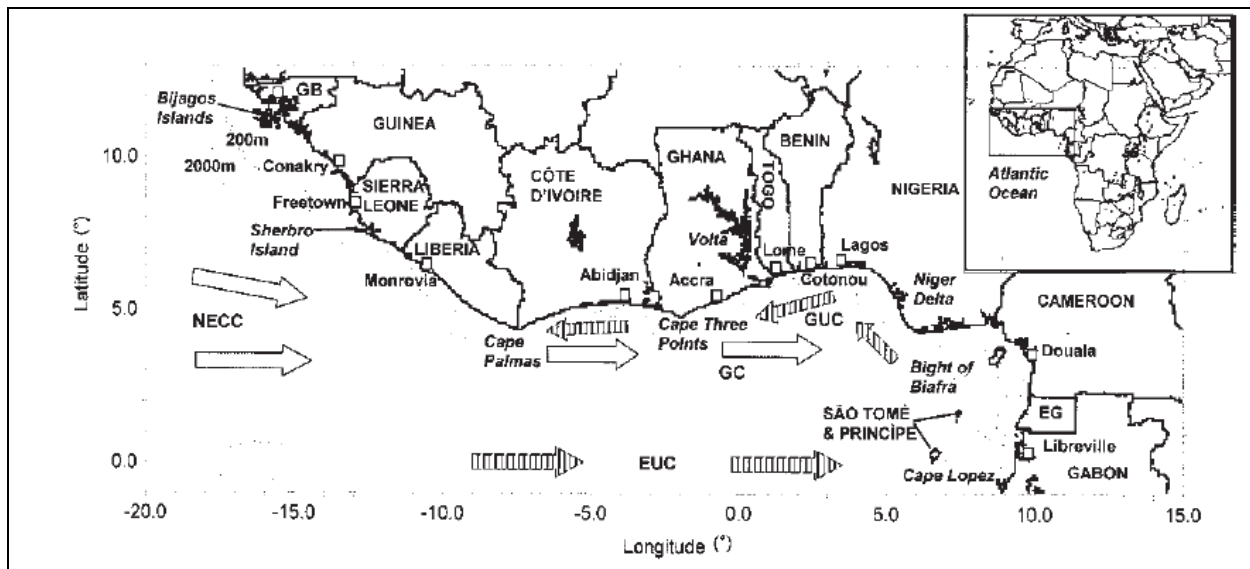 GB
Bijagos
Islands
200m
2000m
GUINEA
Conakry
SIERRA
LEONE
Freetown
Sherbro
Island
LIBERIA
Monrovia
CÔTE
D'IVOIRE
Abidjan
GHANA
TOGO
BENIN
NIGERIA
Volta
Lome
Lagos
Accra
Cotonou
Cape
Palmas
Cape Three
Points
Niger
Delta
CAMEROON
Douala
Bight of
Biafra
SÃO TOMÉ
& PRINCÍPE
EG
Libreville
Cape Lopez
GABON
NECC
GC
GUC
EUC
Atlantic
Ocean
Latitude (°)
10.0
5.0
0.0
-20.0 -15.0 -10.0 -5.0 0.0 5.0 10.0 15.0
Longitude (°)